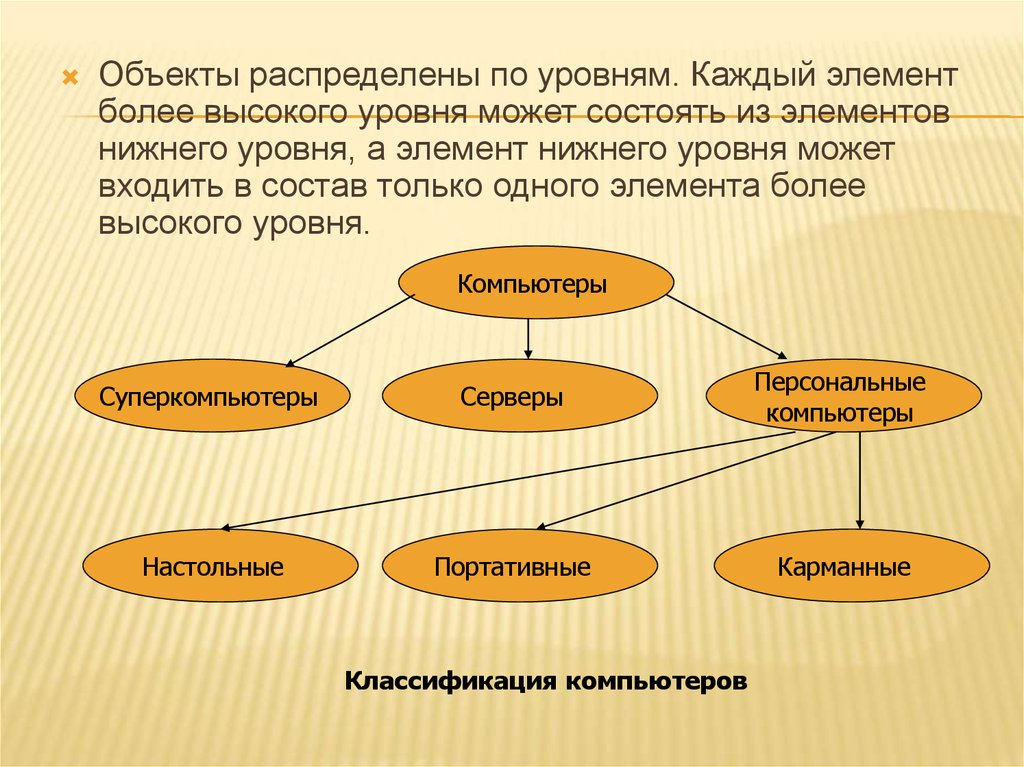 Объекты распределены по уровням. Каждый элемент
более высокого уровня может состоять из элементов
нижнего уровня, а элемент нижнего уровня может
входить в состав только одного элемента более
высокого уровня.
Компьютеры
Суперкомпьютеры
Серверы
Персональные
компьютеры
Настольные
Портативные
Карманные
Классификация компьютеров